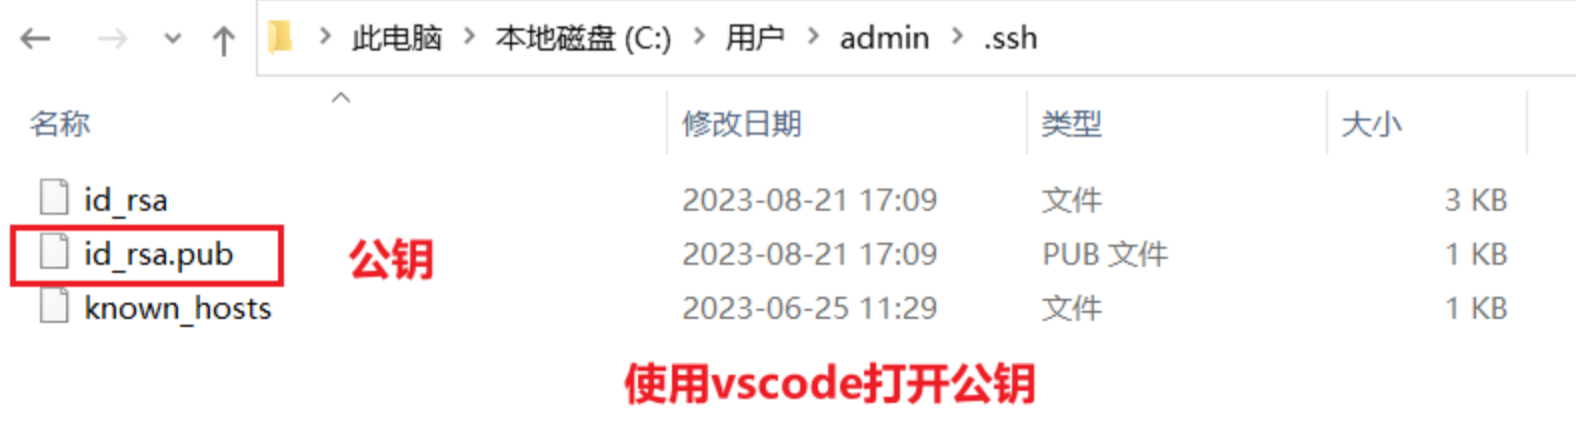 此电脑 > 本地磁盘 (C:) > 用户 > admin > .ssh
名称 修改日期 类型 大小
id_rsa 2023-08-21 17:09 文件 3 KB
id_rsa.pub 公钥 2023-08-21 17:09 PUB 文件 1 KB
known_hosts 2023-06-25 11:29 文件 1 KB
使用vscode打开公钥